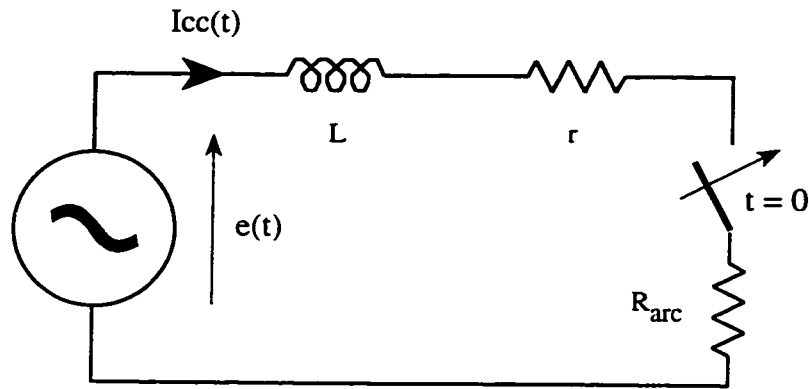 Icc(t)
L
r
e(t)
t = 0
R_arc